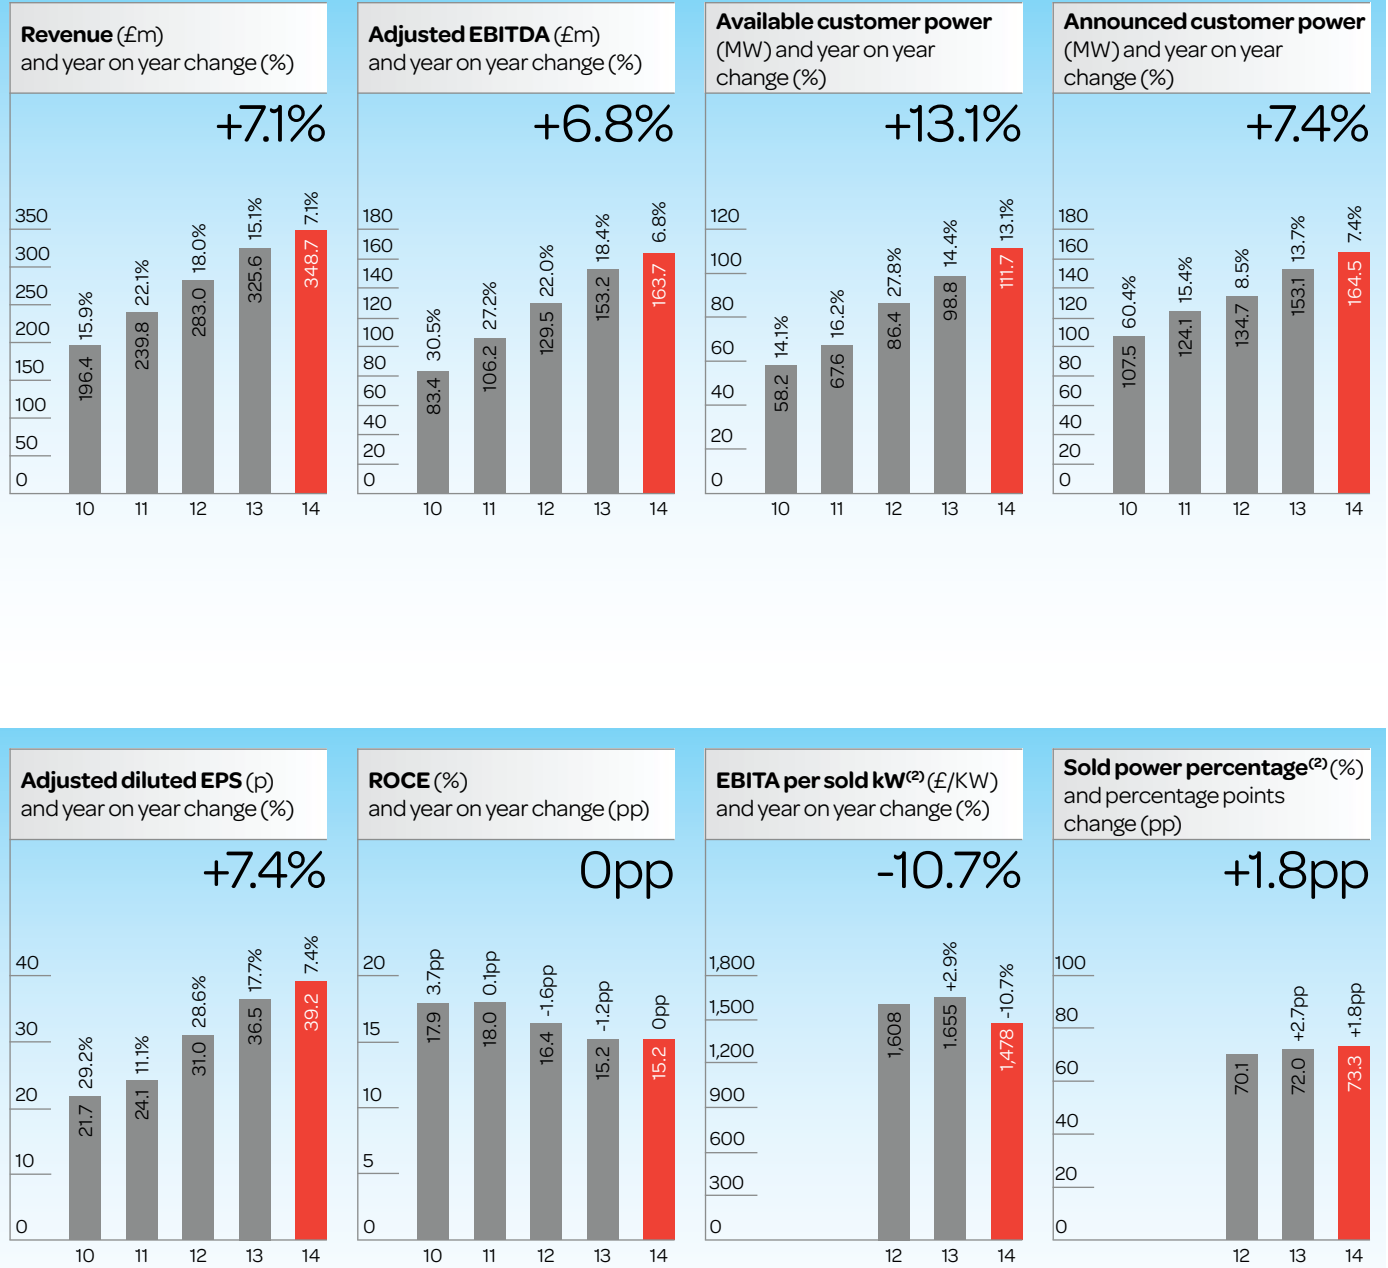 Revenue (£m)
and year on year change (%)
+7.1%
350
300
250
200
150
100
50
0
196.4 15.9%
239.8 22.1%
283.0 18.0%
325.6 15.1%
348.7 7.1%
10 11 12 13 14
Adjusted EBITDA (£m)
and year on year change (%)
+6.8%
180
160
140
120
100
80
60
40
20
0
83.4 30.5%
106.2 27.2%
129.5 22.0%
153.2 18.4%
163.7 6.8%
10 11 12 13 14
Available customer power
(MW) and year on year
change (%)
+13.1%
120
100
80
60
40
20
0
58.2 14.1%
67.6 16.2%
86.4 27.8%
98.8 14.4%
111.7 13.1%
10 11 12 13 14
Announced customer power
(MW) and year on year
change (%)
+7.4%
180
160
140
120
100
80
60
40
20
0
107.5 60.4%
124.1 15.4%
134.7 8.5%
153.1 13.7%
164.5 7.4%
10 11 12 13 14
Adjusted diluted EPS (p)
and year on year change (%)
+7.4%
40
30
20
10
0
21.7 29.2%
24.1 11.1%
31.0 28.6%
36.5 17.7%
39.2 7.4%
10 11 12 13 14
ROCE (%)
and year on year change (pp)
0pp
20
15
10
5
0
17.9 3.7pp
18.0 0.1pp
16.4 -1.6pp
15.2 -1.2pp
15.2 0pp
10 11 12 13 14
EBITA per sold kW(2) (£/KW)
and year on year change (%)
-10.7%
1,800
1,500
1,200
900
600
300
0
1,608
1.655 +2.9%
1,478 -10.7%
12 13 14
Sold power percentage(2) (%)
and percentage points
change (pp)
+1.8pp
100
80
60
40
20
0
70.1
72.0 +2.7pp
73.3 +1.8pp
12 13 14